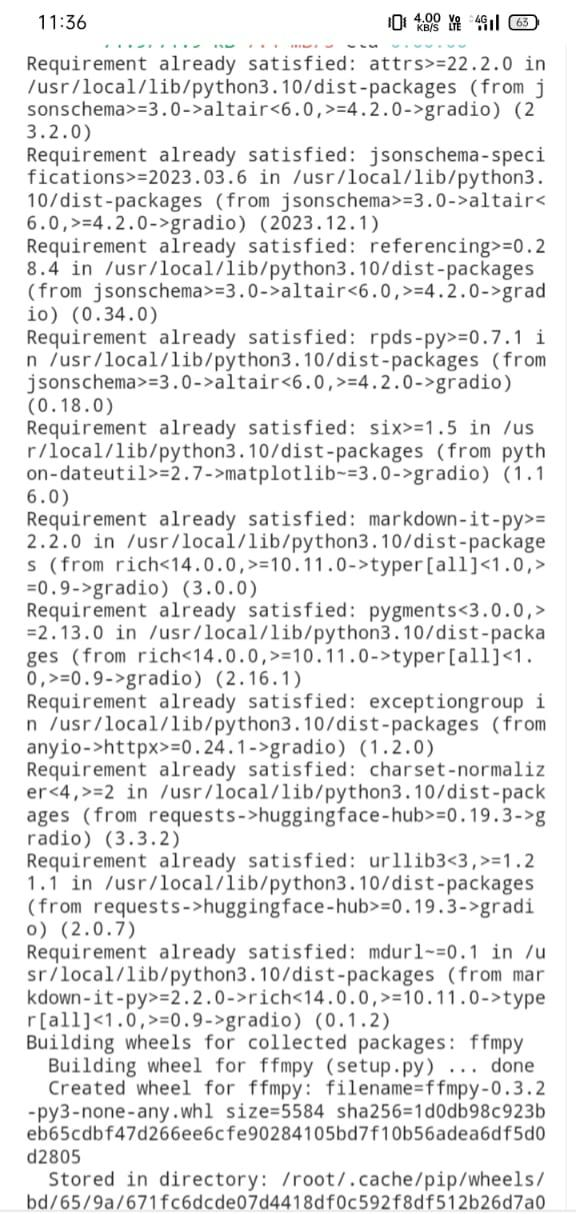 11:36
4.00 KB/S
Vo LTE
4G
63
Requirement already satisfied: attrs>=22.2.0 in
/usr/local/lib/python3.10/dist-packages (from j
sonschema>=3.0->altair<6.0,>=4.2.0->gradio) (2
3.2.0)
Requirement already satisfied: jsonschema-speci
fications>=2023.03.6 in /usr/local/lib/python3.
10/dist-packages (from jsonschema>=3.0->altair<
6.0,>=4.2.0->gradio) (2023.12.1)
Requirement already satisfied: referencing>=0.2
8.4 in /usr/local/lib/python3.10/dist-packages
(from jsonschema>=3.0->altair<6.0,>=4.2.0->grad
io) (0.34.0)
Requirement already satisfied: rpds-py>=0.7.1 i
n /usr/local/lib/python3.10/dist-packages (from
jsonschema>=3.0->altair<6.0,>=4.2.0->gradio)
(0.18.0)
Requirement already satisfied: six>=1.5 in /us
r/local/lib/python3.10/dist-packages (from pyth
on-dateutil>=2.7->matplotlib~=3.0->gradio) (1.1
6.0)
Requirement already satisfied: markdown-it-py>=
2.2.0 in /usr/local/lib/python3.10/dist-package
s (from rich<14.0.0,>=10.11.0->typer[all]<1.0,>
=0.9->gradio) (3.0.0)
Requirement already satisfied: pygments<3.0.0,>
=2.13.0 in /usr/local/lib/python3.10/dist-packa
ges (from rich<14.0.0,>=10.11.0->typer[all]<1.
0,>=0.9->gradio) (2.16.1)
Requirement already satisfied: exceptiongroup i
n /usr/local/lib/python3.10/dist-packages (from
anyio->httpx>=0.24.1->gradio) (1.2.0)
Requirement already satisfied: charset-normaliz
er<4,>=2 in /usr/local/lib/python3.10/dist-pack
ages (from requests->huggingface-hub>=0.19.3->g
radio) (3.3.2)
Requirement already satisfied: urllib3<3,>=1.2
1.1 in /usr/local/lib/python3.10/dist-packages
(from requests->huggingface-hub>=0.19.3->gradi
o) (2.0.7)
Requirement already satisfied: mdurl~=0.1 in /u
sr/local/lib/python3.10/dist-packages (from mar
kdown-it-py>=2.2.0->rich<14.0.0,>=10.11.0->type
r[all]<1.0,>=0.9->gradio) (0.1.2)
Building wheels for collected packages: ffmpy
Building wheel for ffmpy (setup.py) ... done
Created wheel for ffmpy: filename=ffmpy-0.3.2
-py3-none-any.whl size=5584 sha256=1d0db98c923b
eb65cdbf47d266ee6cfe90284105bd7f10b56adea6df5d0
d2805
Stored in directory: /root/.cache/pip/wheels/
bd/65/9a/671fc6dcde07d4418df0c592f8df512b26d7a0